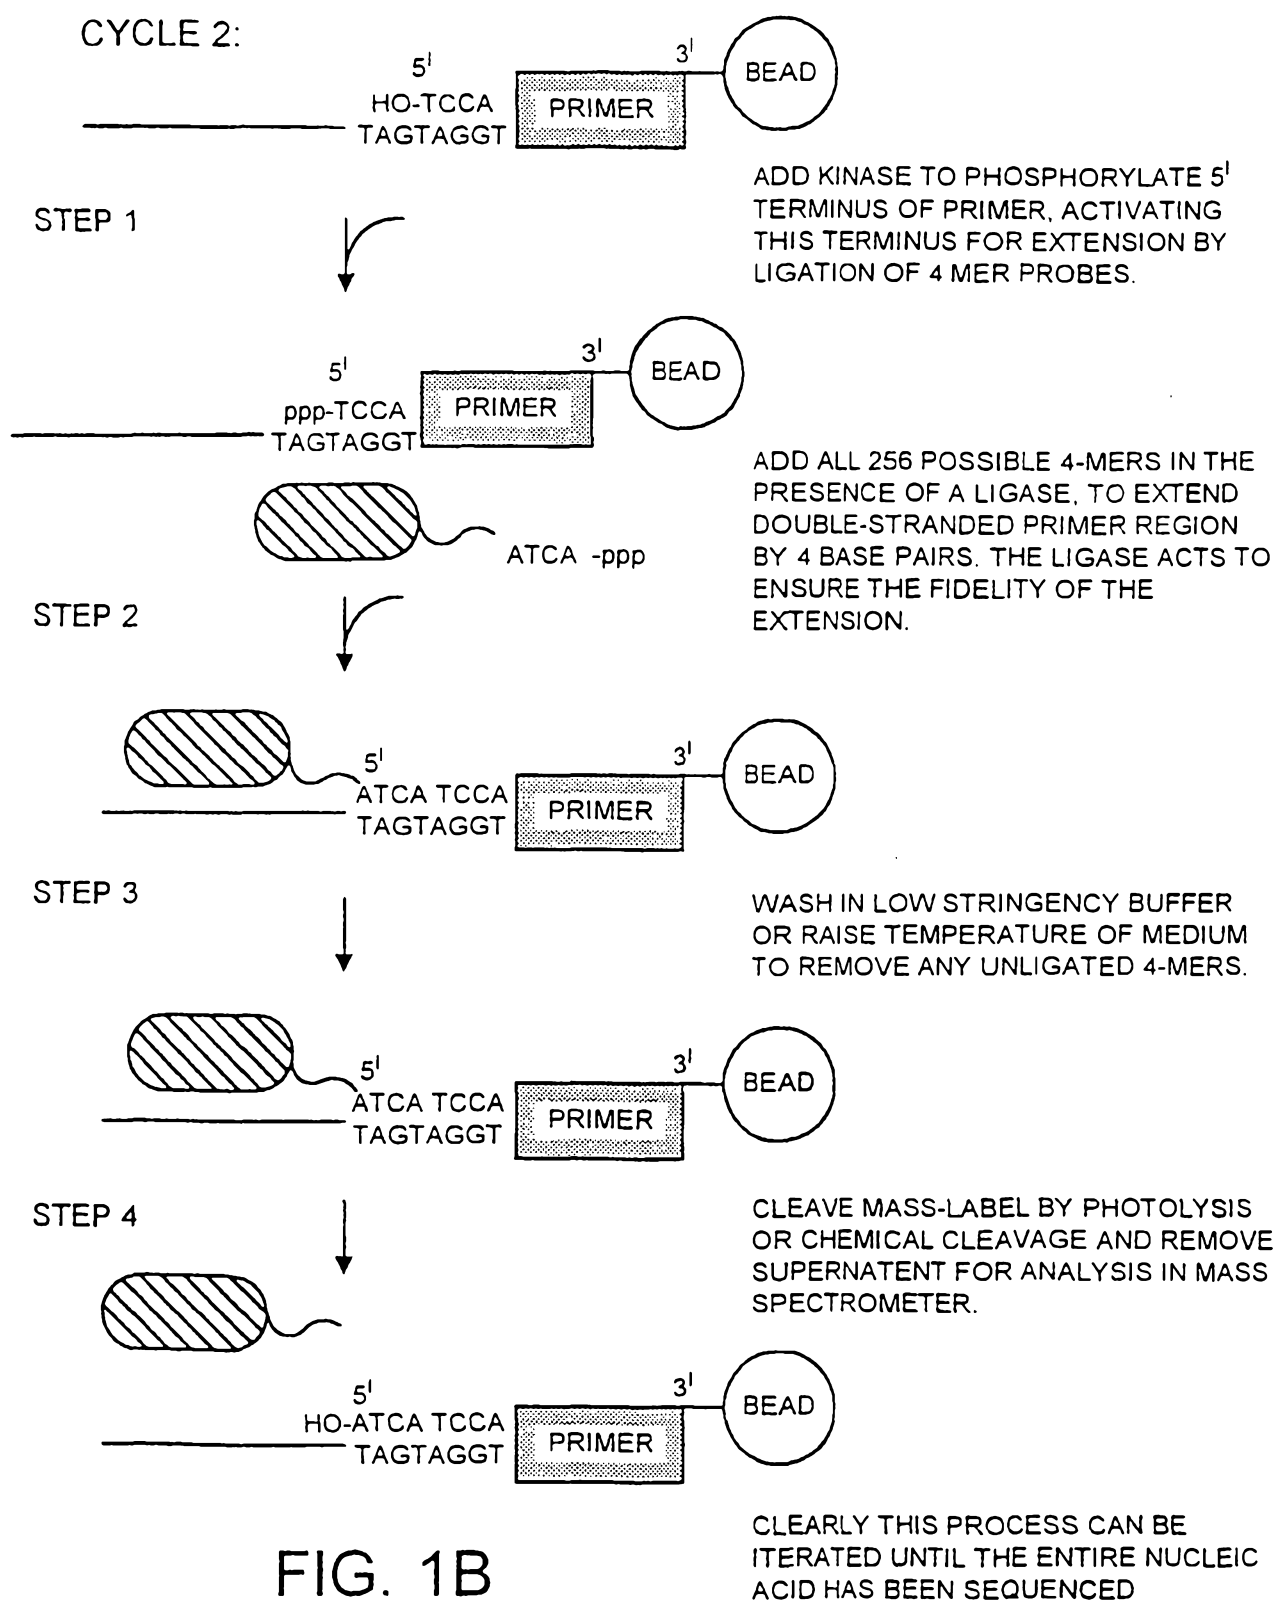 CYCLE 2:
5' 3' BEAD
HO-TCCA PRIMER
TAGTAGGT
ADD KINASE TO PHOSPHORYLATE 5'
TERMINUS OF PRIMER, ACTIVATING
THIS TERMINUS FOR EXTENSION BY
LIGATION OF 4 MER PROBES.
STEP 1
5' 3' BEAD
ppp-TCCA PRIMER
TAGTAGGT
ADD ALL 256 POSSIBLE 4-MERS IN THE
PRESENCE OF A LIGASE, TO EXTEND
DOUBLE-STRANDED PRIMER REGION
BY 4 BASE PAIRS. THE LIGASE ACTS TO
ENSURE THE FIDELITY OF THE
EXTENSION.
ATCA -ppp
STEP 2
5' 3' BEAD
ATCA TCCA PRIMER
TAGTAGGT
STEP 3
WASH IN LOW STRINGENCY BUFFER
OR RAISE TEMPERATURE OF MEDIUM
TO REMOVE ANY UNLIGATED 4-MERS.
5' 3' BEAD
ATCA TCCA PRIMER
TAGTAGGT
STEP 4
CLEAVE MASS-LABEL BY PHOTOLYSIS
OR CHEMICAL CLEAVAGE AND REMOVE
SUPERNATENT FOR ANALYSIS IN MASS
SPECTROMETER.
5' 3' BEAD
HO-ATCA TCCA PRIMER
TAGTAGGT
CLEARLY THIS PROCESS CAN BE
ITERATED UNTIL THE ENTIRE NUCLEIC
ACID HAS BEEN SEQUENCED
FIG. 1B